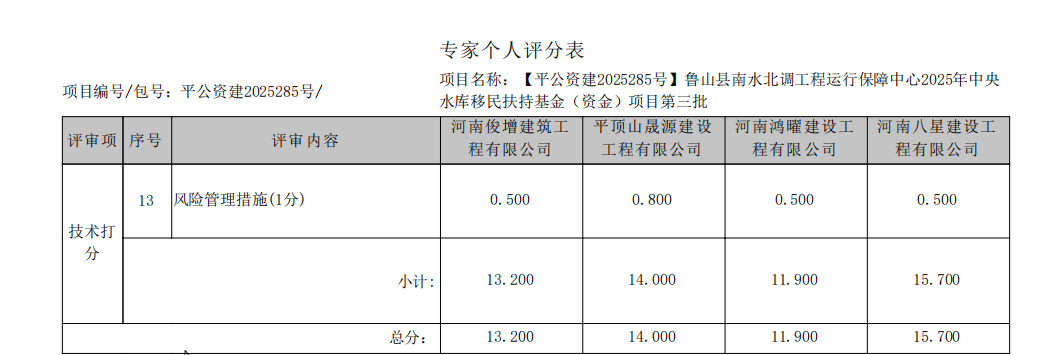 专家个人评分表
项目编号/包号: 平公资建2025285号/
项目名称: 【平公资建2025285号】鲁山县南水北调工程运行保障中心2025年中央
水库移民扶持基金（资金）项目第三批
评审项 序号 评审内容 河南俊增建筑工程有限公司 平顶山晟源建设工程有限公司 河南鸿曜建设工程有限公司 河南八星建设工程有限公司
技术打分
13 风险管理措施(1分) 0.500 0.800 0.500 0.500
小计: 13.200 14.000 11.900 15.700
总分: 13.200 14.000 11.900 15.700